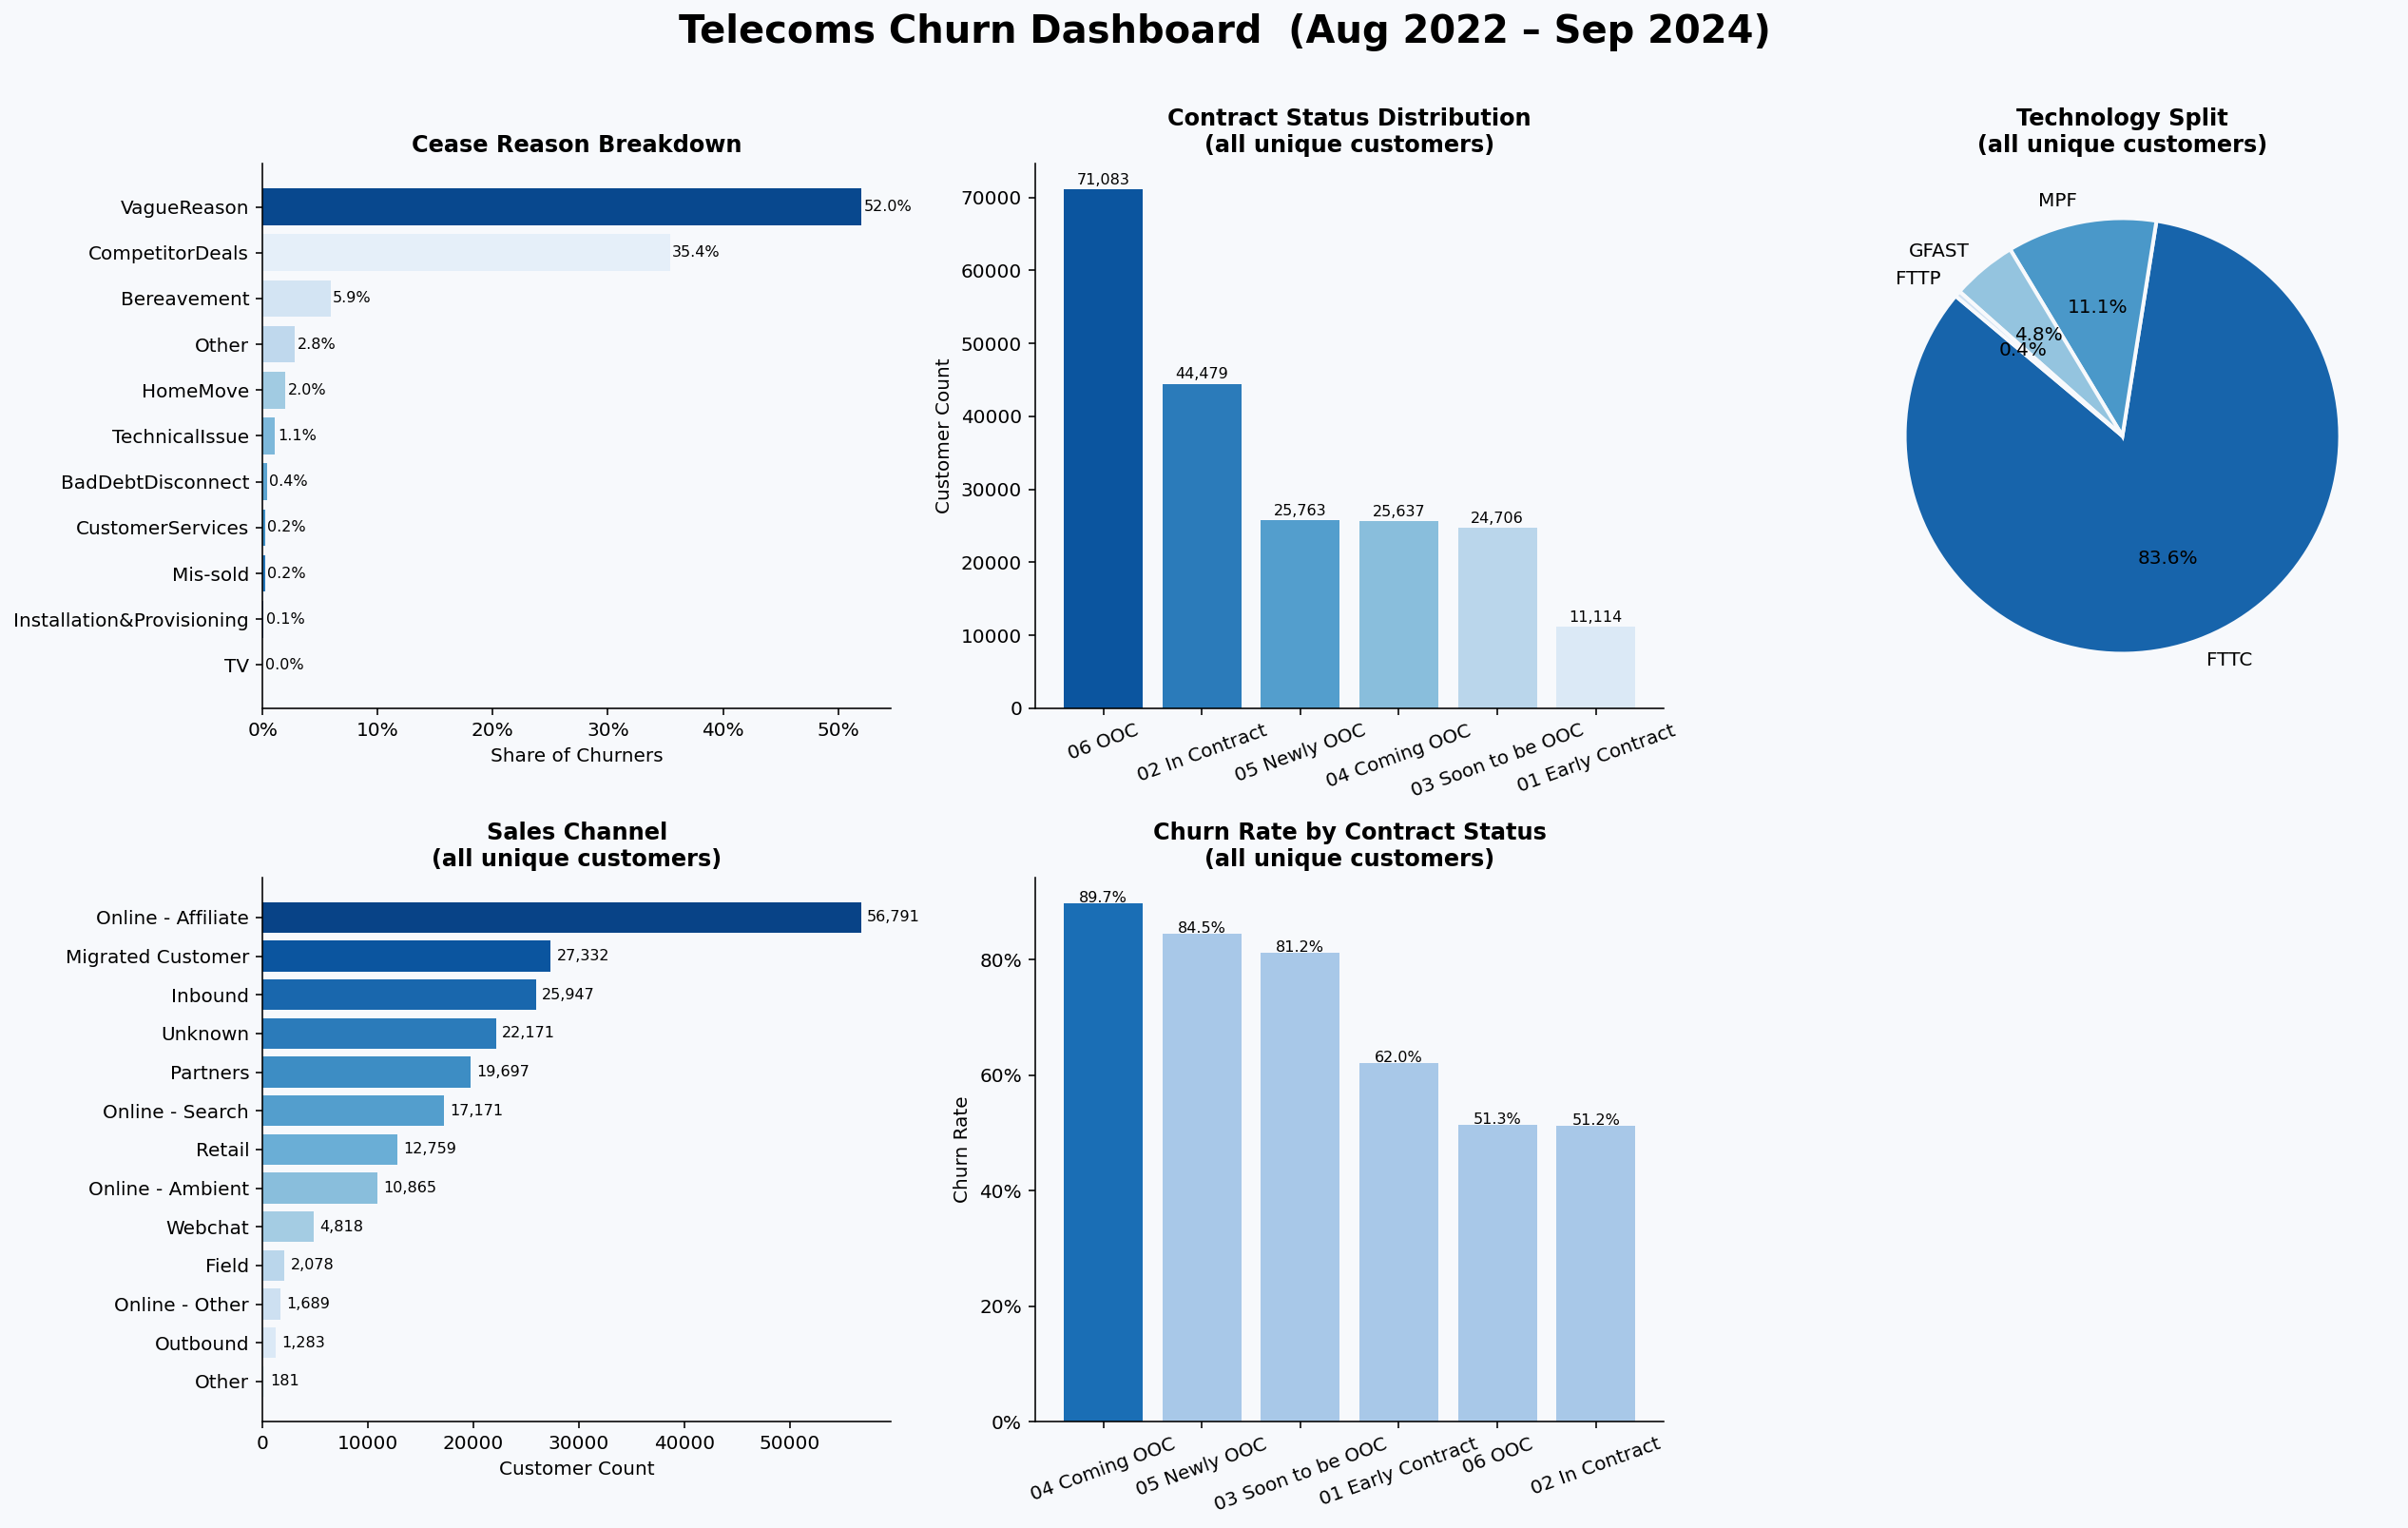 Telecoms Churn Dashboard  (Aug 2022 – Sep 2024)
Cease Reason Breakdown
VagueReason
52.0%
CompetitorDeals
35.4%
Bereavement
5.9%
Other
2.8%
HomeMove
2.0%
TechnicalIssue
1.1%
BadDebtDisconnect
0.4%
CustomerServices
0.2%
Mis-sold
0.2%
Installation&Provisioning
0.1%
TV
0.0%
0%
10%
20%
30%
40%
50%
Share of Churners
Contract Status Distribution
(all unique customers)
Customer Count
70000
60000
50000
40000
30000
20000
10000
0
71,083
44,479
25,763
25,637
24,706
11,114
06 OOC
02 In Contract
05 Newly OOC
04 Coming OOC
03 Soon to be OOC
01 Early Contract
Technology Split
(all unique customers)
MPF
GFAST
FTTP
11.1%
4.8%
0.4%
83.6%
FTTC
Sales Channel
(all unique customers)
Online - Affiliate
56,791
Migrated Customer
27,332
Inbound
25,947
Unknown
22,171
Partners
19,697
Online - Search
17,171
Retail
12,759
Online - Ambient
10,865
Webchat
4,818
Field
2,078
Online - Other
1,689
Outbound
1,283
Other
181
0
10000
20000
30000
40000
50000
Customer Count
Churn Rate by Contract Status
(all unique customers)
Churn Rate
80%
60%
40%
20%
0%
89.7%
84.5%
81.2%
62.0%
51.3%
51.2%
04 Coming OOC
05 Newly OOC
03 Soon to be OOC
01 Early Contract
06 OOC
02 In Contract